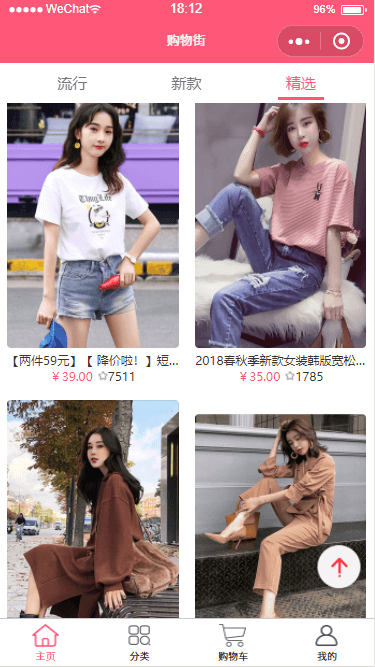 WeChat
18:12
96%
购物街
流行
新款
精选
【两件59元】【 降价啦！】短...
2018春秋季新款女装韩版宽松...
￥39.00 7511
￥35.00 1785
主页
分类
购物车
我的